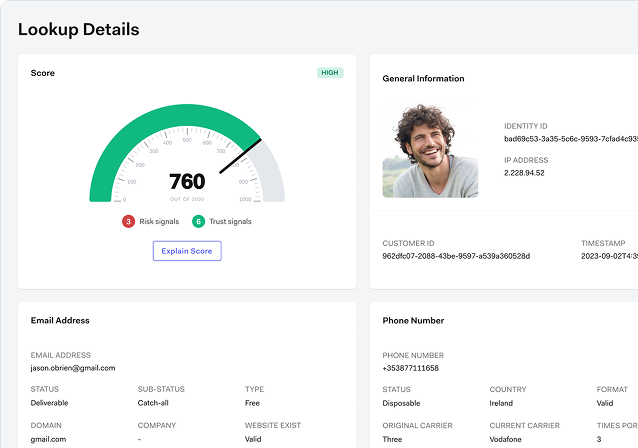 Lookup Details
Score
HIGH
0
100
200
300
400
500
600
700
800
900
1000
760
OUT OF 1000
3 Risk signals
6 Trust signals
Explain Score
General Information
IDENTITY ID
bad69c53-3a35-5c6c-9593-7cfad4c935
IP ADDRESS
2.228.94.52
CUSTOMER ID
TIMESTAMP
962dfc07-2088-43be-9597-a539a360528d
2023-09-02T4:35
Email Address
EMAIL ADDRESS
jason.obrien@gmail.com
STATUS
SUB-STATUS
TYPE
Deliverable
Catch-all
Free
DOMAIN
COMPANY
WEBSITE EXIST
gmail.com
-
Valid
Phone Number
PHONE NUMBER
+353877111658
STATUS
COUNTRY
FORMAT
Disposable
Ireland
Valid
ORIGINAL CARRIER
CURRENT CARRIER
TIMES POR
Three
Vodafone
3